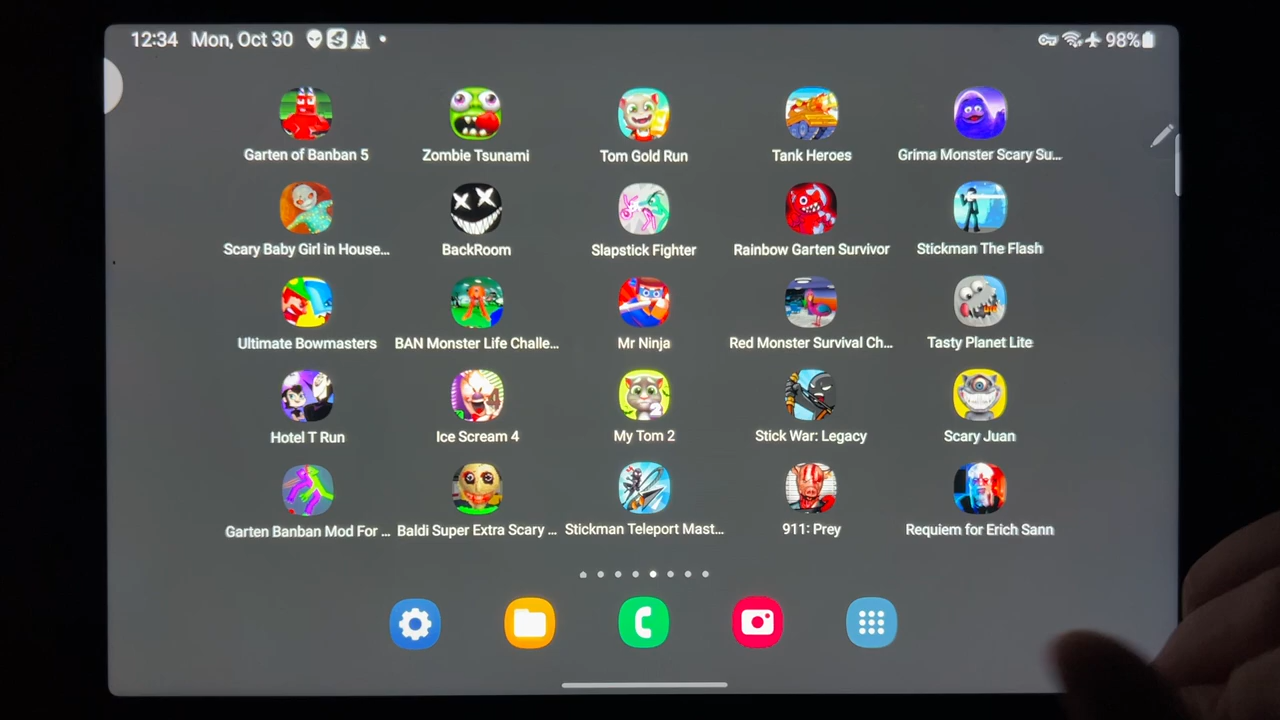 12:34 Mon, Oct 30 98%
Garten of Banban 5 Zombie Tsunami Tom Gold Run Tank Heroes Grima Monster Scary Su...
Scary Baby Girl in House... BackRoom Slapstick Fighter Rainbow Garten Survivor Stickman The Flash
Ultimate Bowmasters BAN Monster Life Challe... Mr Ninja Red Monster Survival Ch... Tasty Planet Lite
2
Hotel T Run Ice Scream 4 My Tom 2 Stick War: Legacy Scary Juan
Garten Banban Mod For ... Baldi Super Extra Scary ... Stickman Teleport Mast... 911: Prey Requiem for Erich Sann